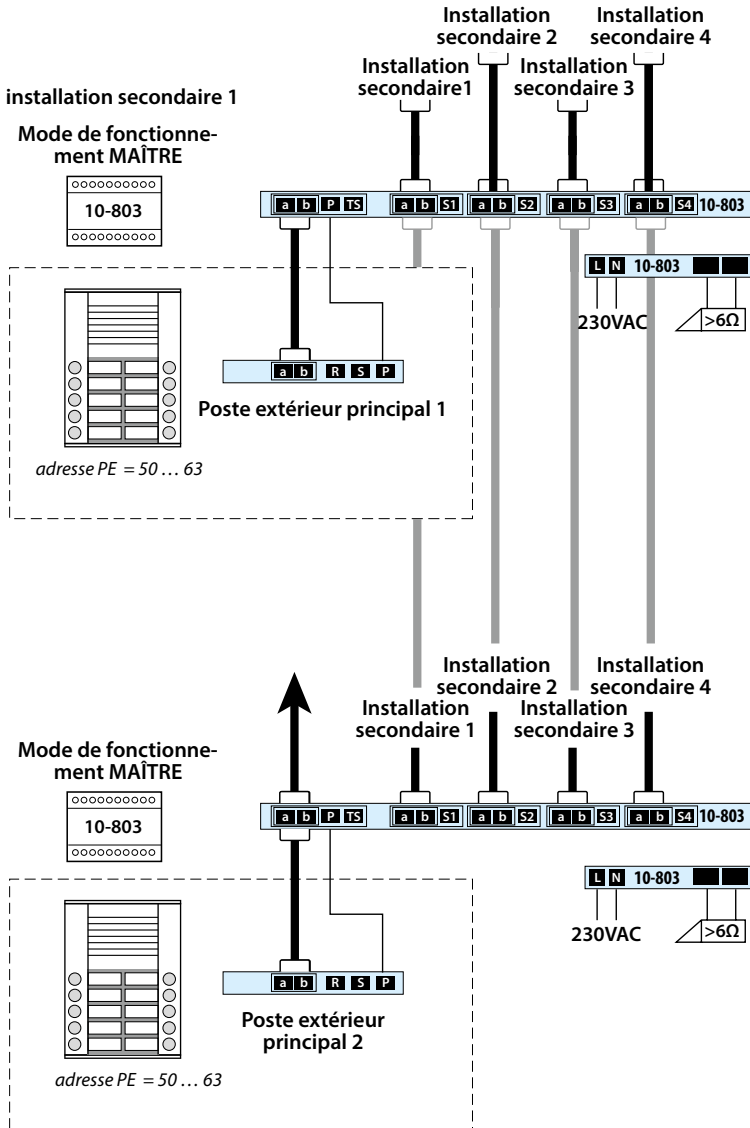 Installation
secondaire 2
Installation
secondaire 4
Installation
secondaire1
Installation
secondaire 3
installation secondaire 1
Mode de fonctionne-
ment MAÎTRE
10-803
a b P TS a b S1 a b S2 a b S3 a b S4 10-803
L N 10-803
230VAC
>6Ω
a b R S P
Poste extérieur principal 1
adresse PE = 50 … 63
Installation
secondaire 2
Installation
secondaire 4
Installation
secondaire 1
Installation
secondaire 3
Mode de fonctionne-
ment MAÎTRE
10-803
a b P TS a b S1 a b S2 a b S3 a b S4 10-803
L N 10-803
230VAC
>6Ω
a b R S P
Poste extérieur
principal 2
adresse PE = 50 … 63